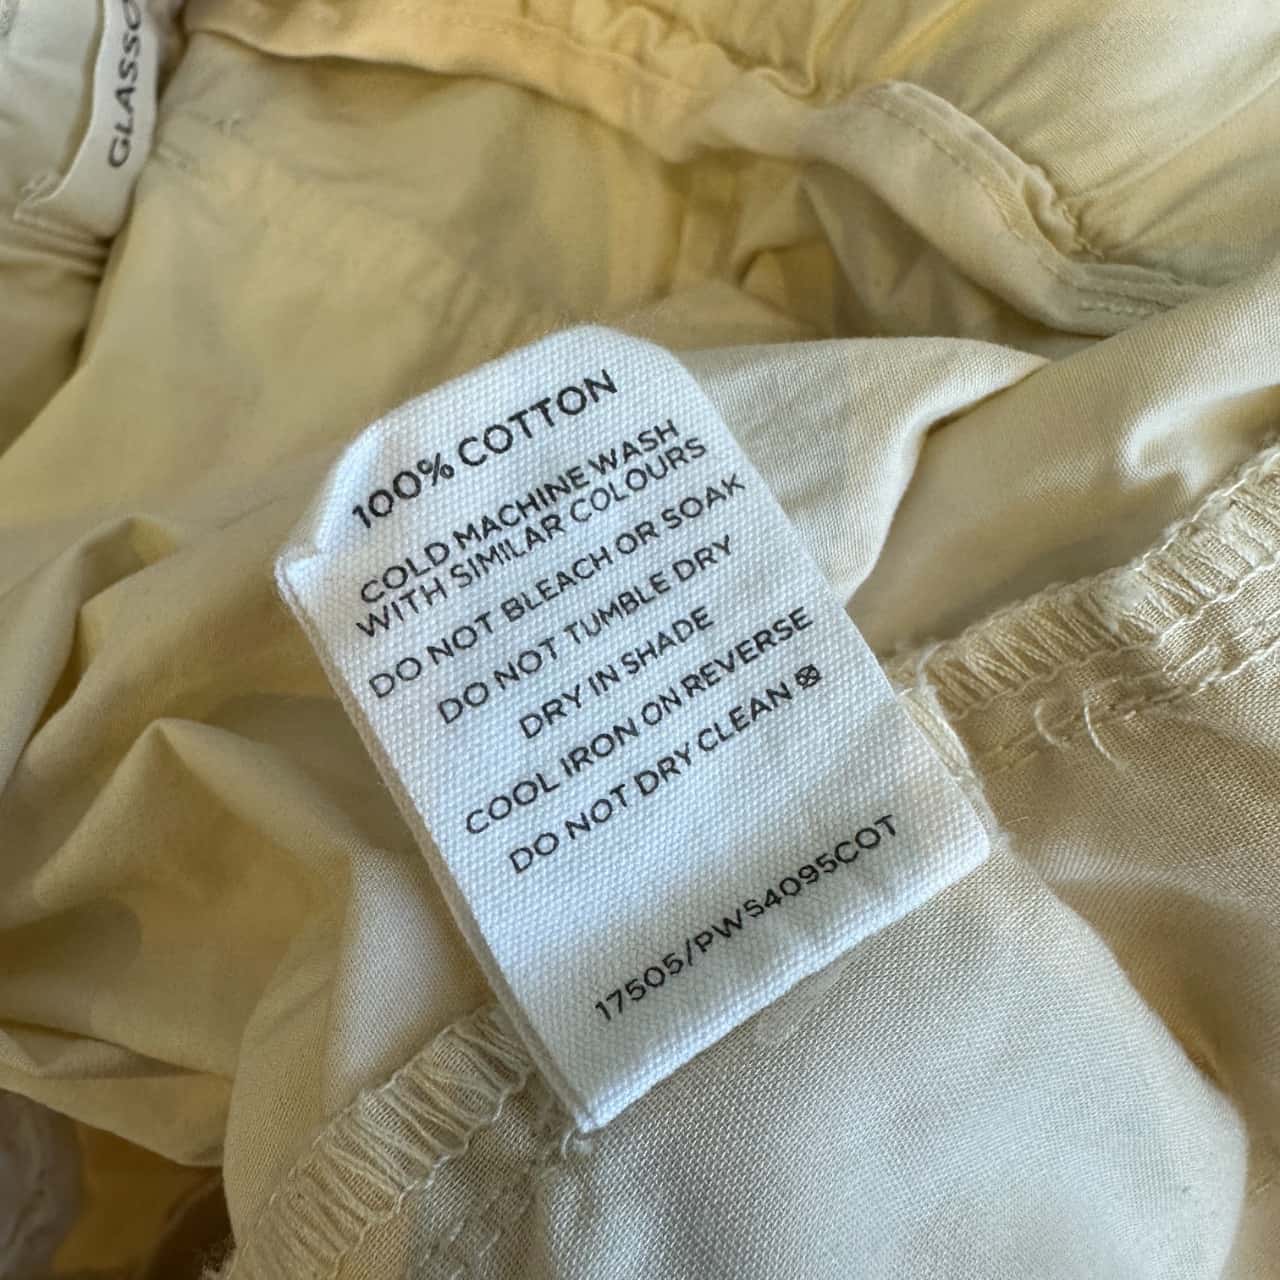 GLASSO
100% COTTON
COLD MACHINE WASH
WITH SIMILAR COLOURS
DO NOT BLEACH OR SOAK
DO NOT TUMBLE DRY
DRY IN SHADE
COOL IRON ON REVERSE
DO NOT DRY CLEAN
17505/PWS4095COT